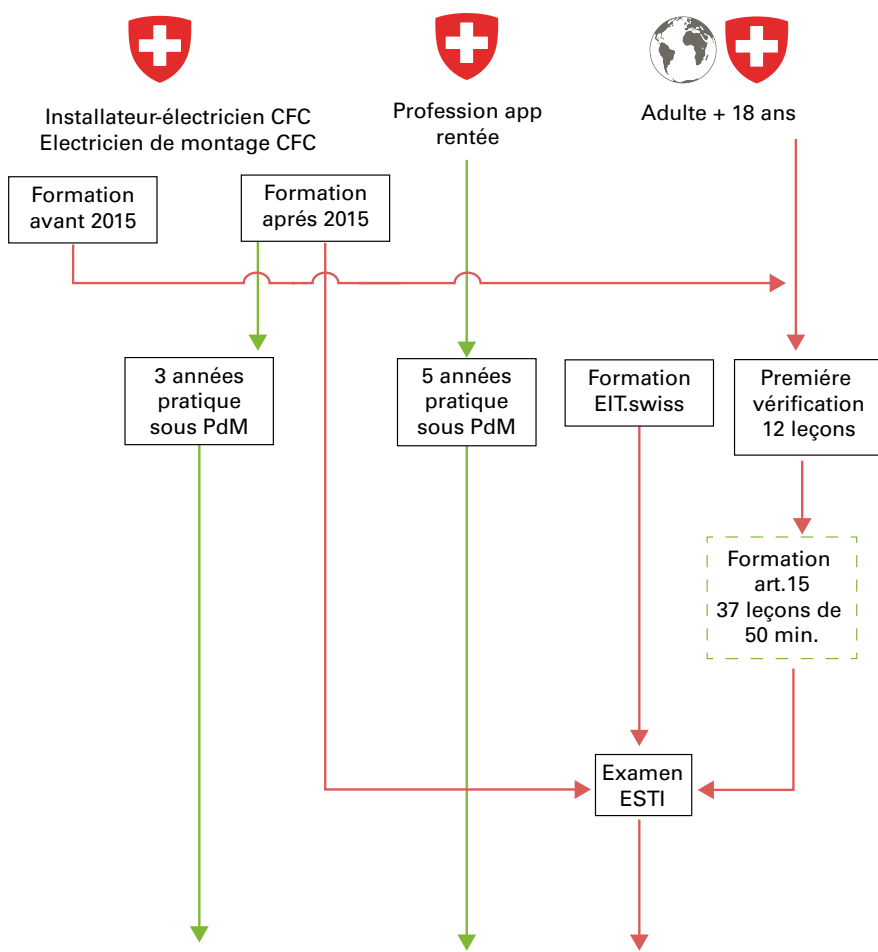 Installateur-électricien CFC
Electricien de montage CFC
Profession app
rentée
Adulte + 18 ans
Formation
avant 2015
Formation
aprés 2015
3 années
pratique
sous PdM
5 années
pratique
sous PdM
Formation
EIT.swiss
Premiére
vérification
12 leçons
Formation
art.15
37 leçons de
50 min.
Examen
ESTI